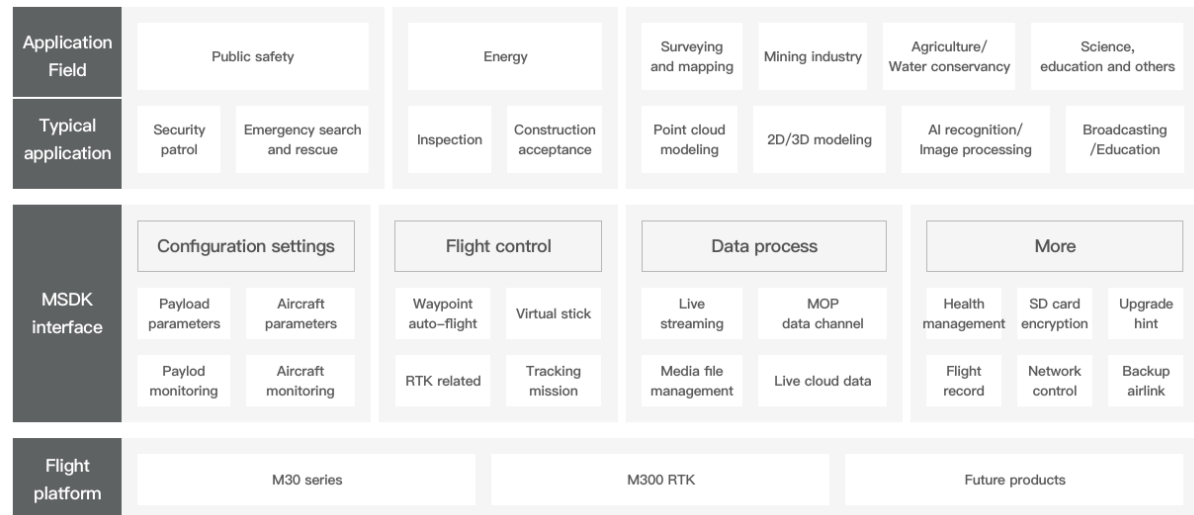 Application
Field
Public safety
Energy
Surveying
and mapping
Mining industry
Agriculture/
Water conservancy
Science,
education and others
Typical
application
Security
patrol
Emergency search
and rescue
Inspection
Construction
acceptance
Point cloud
modeling
2D/3D modeling
AI recognition/
Image processing
Broadcasting
/Education
MSDK
interface
Configuration settings
Flight control
Data process
More
Payload
parameters
Aircraft
parameters
Waypoint
auto-flight
Virtual stick
Live
streaming
MOP
data channel
Health
management
SD card
encryption
Upgrade
hint
Paylod
monitoring
Aircraft
monitoring
RTK related
Tracking
mission
Media file
management
Live cloud data
Flight
record
Network
control
Backup
airlink
Flight
platform
M30 series
M300 RTK
Future products